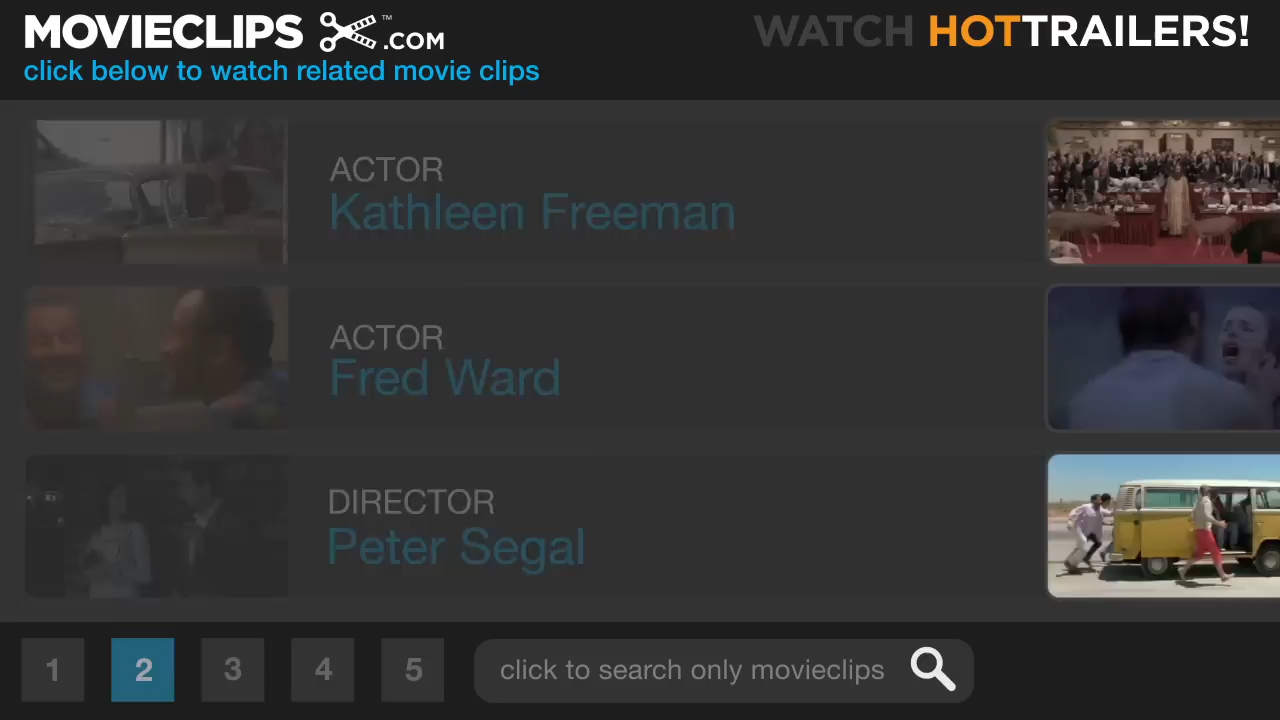 MOVIECLIPS™.COM
WATCH HOTTRAILERS!
click below to watch related movie clips
ACTOR
Kathleen Freeman
ACTOR
Fred Ward
DIRECTOR
Peter Segal
1 2 3 4 5
click to search only movieclips